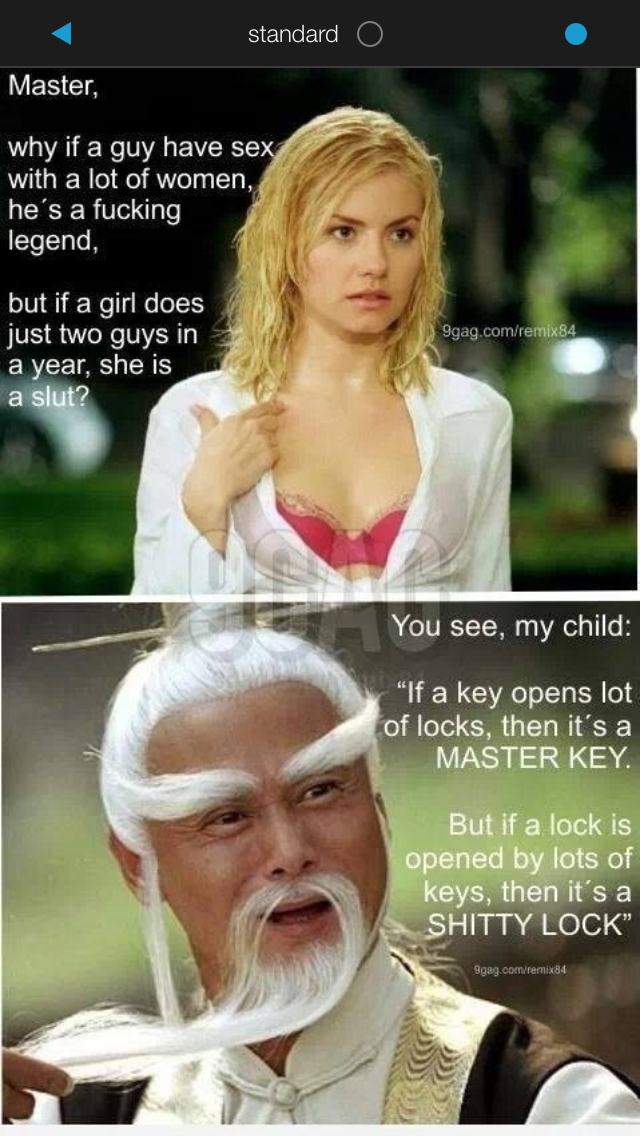 standard
Master,
why if a guy have sex
with a lot of women,
he´s a fucking
legend,
but if a girl does
just two guys in
a year, she is
a slut?
9gag.com/remix84
9GAG
You see, my child:
“If a key opens lot
of locks, then it´s a
MASTER KEY.
But if a lock is
opened by lots of
keys, then it´s a
SHITTY LOCK”
9gag.com/remix84